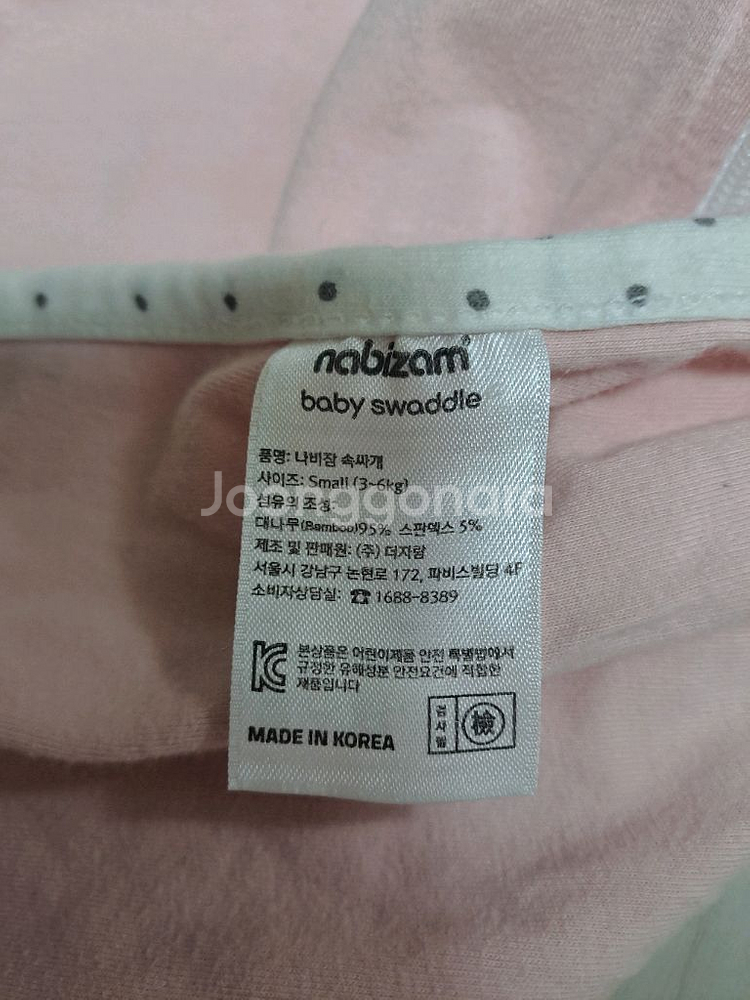 nabizam
baby swaddle
품명: 나비잠 속싸개
사이즈: Small (3~6kg)
섬유의 조성:
대나무(Bamboo)95% 스판덱스 5%
제조 및 판매원: (주) 더자람
서울시 강남구 논현로 172, 파비스빌딩 4F
소비자상담실: ☎ 1688-8389
본상품은 어린이제품 안전 특별법에서
규정한 유해성분 안전요건에 적합한
제품입니다
MADE IN KOREA
검사필 檢
Joonggonara